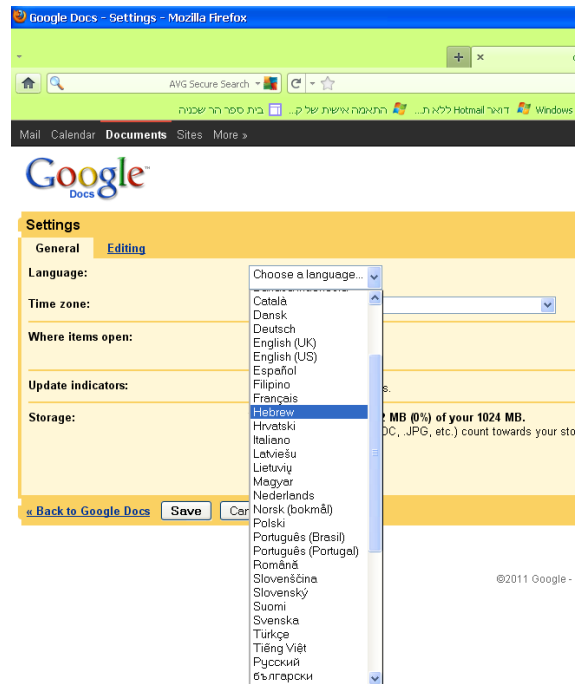 Google Docs - Settings - Mozilla Firefox
AVG Secure Search
בית ספר הר שכניה התאמה אישית של ק... דואר Hotmail ללא ת... Windows
Mail Calendar Documents Sites More »
Google
Docs
Settings
General Editing
Language: Choose a language...
Time zone:
Where items open:
Update indicators: s.
Storage: MB (0%) of your 1024 MB.
OC, .JPG, etc.) count towards your sto
Català
Dansk
Deutsch
English (UK)
English (US)
Español
Filipino
Français
Hebrew
Hrvatski
Italiano
Latviešu
Lietuvių
Magyar
Nederlands
Norsk (bokmål)
Polski
Português (Brasil)
Português (Portugal)
Română
Slovenščina
Slovenský
Suomi
Svenska
Türkçe
Tiếng Việt
Русский
български
« Back to Google Docs Save Can
©2011 Google -